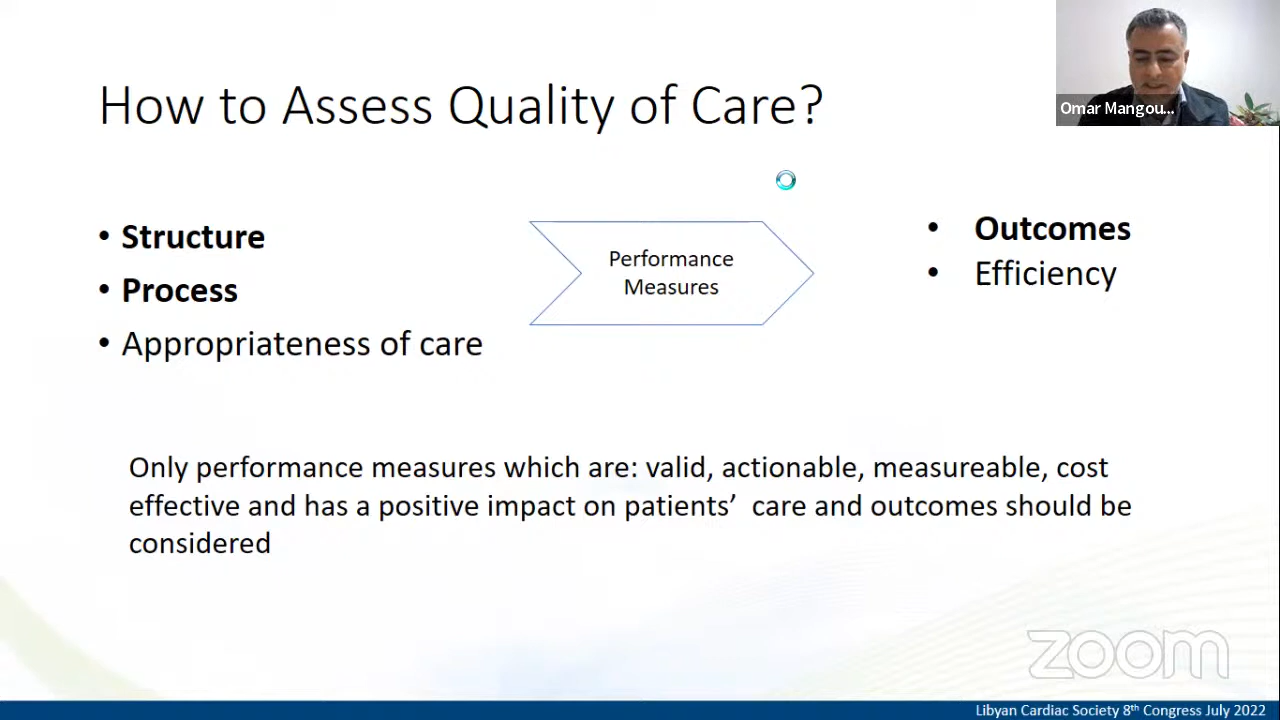 How to Assess Quality of Care?
Omar Mangou...
• Structure
• Process
• Appropriateness of care
Performance
Measures
• Outcomes
• Efficiency
Only performance measures which are: valid, actionable, measureable, cost
effective and has a positive impact on patients’ care and outcomes should be
considered
zoom
Libyan Cardiac Society 8th Congress July 2022